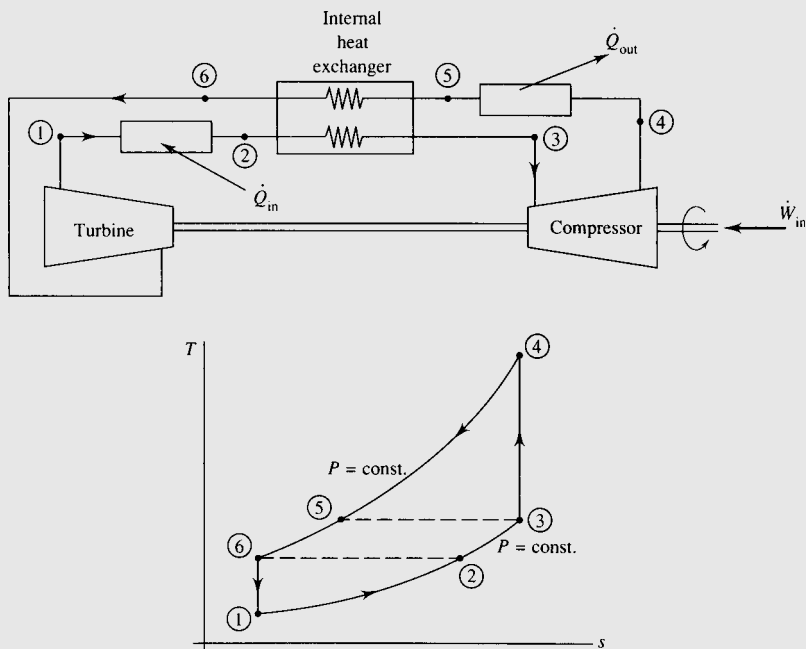 Internal
heat
exchanger
Q̇out
⑥
⑤
④
①
②
③
Q̇in
Turbine
Compressor
Ẇin
T
④
P = const.
⑤
③
⑥
P = const.
②
①
s